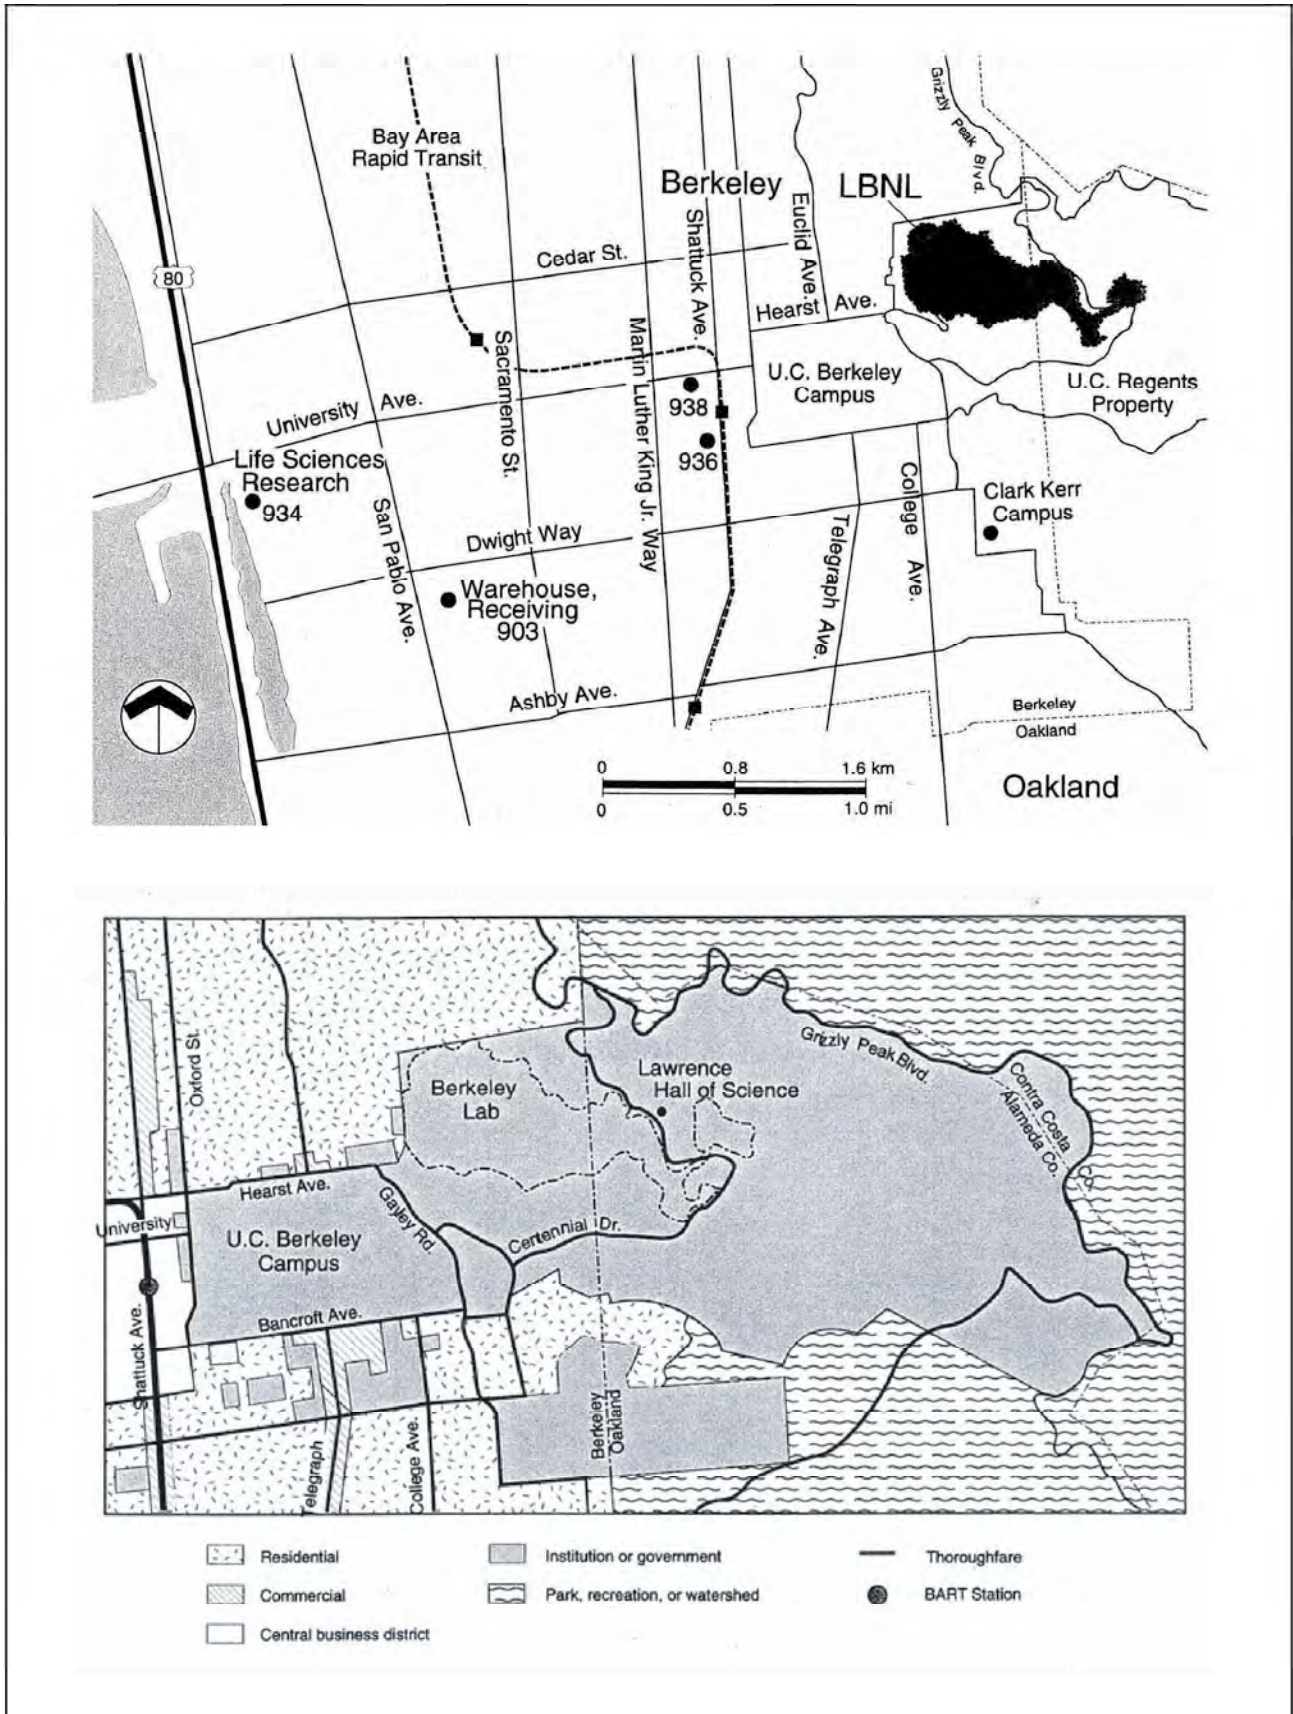 Grizzly Peak Blvd.
Bay Area
Rapid Transit
Berkeley
LBNL
Euclid Ave.
Shattuck Ave.
Cedar St.
80
Hearst Ave.
Sacramento St.
Martin Luther King Jr. Way
U.C. Berkeley
Campus
U.C. Regents
Property
University Ave.
938
936
Life Sciences
Research
934
San Pablo Ave.
College Ave.
Clark Kerr
Campus
Dwight Way
Telegraph Ave.
Warehouse,
Receiving
903
Ashby Ave.
Berkeley
Oakland
0 0.8 1.6 km
0 0.5 1.0 mi
Oakland
Oxford St.
Grizzly Peak Blvd.
Lawrence
Hall of Science
Berkeley
Lab
Contra Costa Co.
Alameda Co.
Hearst Ave.
Gayley Rd.
University
U.C. Berkeley
Campus
Centennial Dr.
Bancroft Ave.
Shattuck Ave.
Berkeley
Oakland
Telegraph
College Ave.
Residential
Institution or government
Thoroughfare
Commercial
Park, recreation, or watershed
BART Station
Central business district